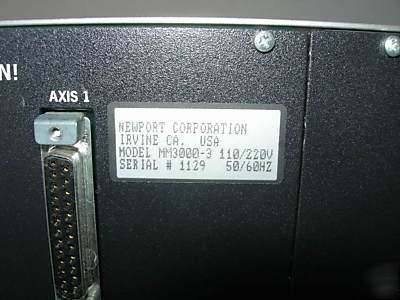 N!
AXIS 1
NEWPORT CORPORATION
IRVINE CA. USA
MODEL MM3000-3 110/220V
SERIAL # 1129 50/60HZ